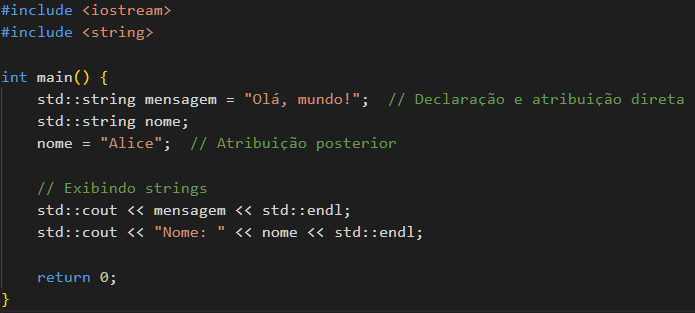 #include <iostream>
#include <string>
int main() {
std::string mensagem = "Olá, mundo!";  // Declaração e atribuição direta
std::string nome;
nome = "Alice";  // Atribuição posterior
// Exibindo strings
std::cout << mensagem << std::endl;
std::cout << "Nome: " << nome << std::endl;
return 0;
}